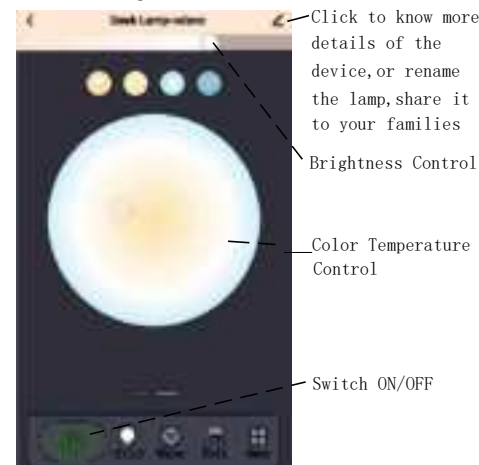 Click to know more
details of the
device,or rename
the lamp,share it
to your families
Brightness Control
Color Temperature
Control
Switch ON/OFF